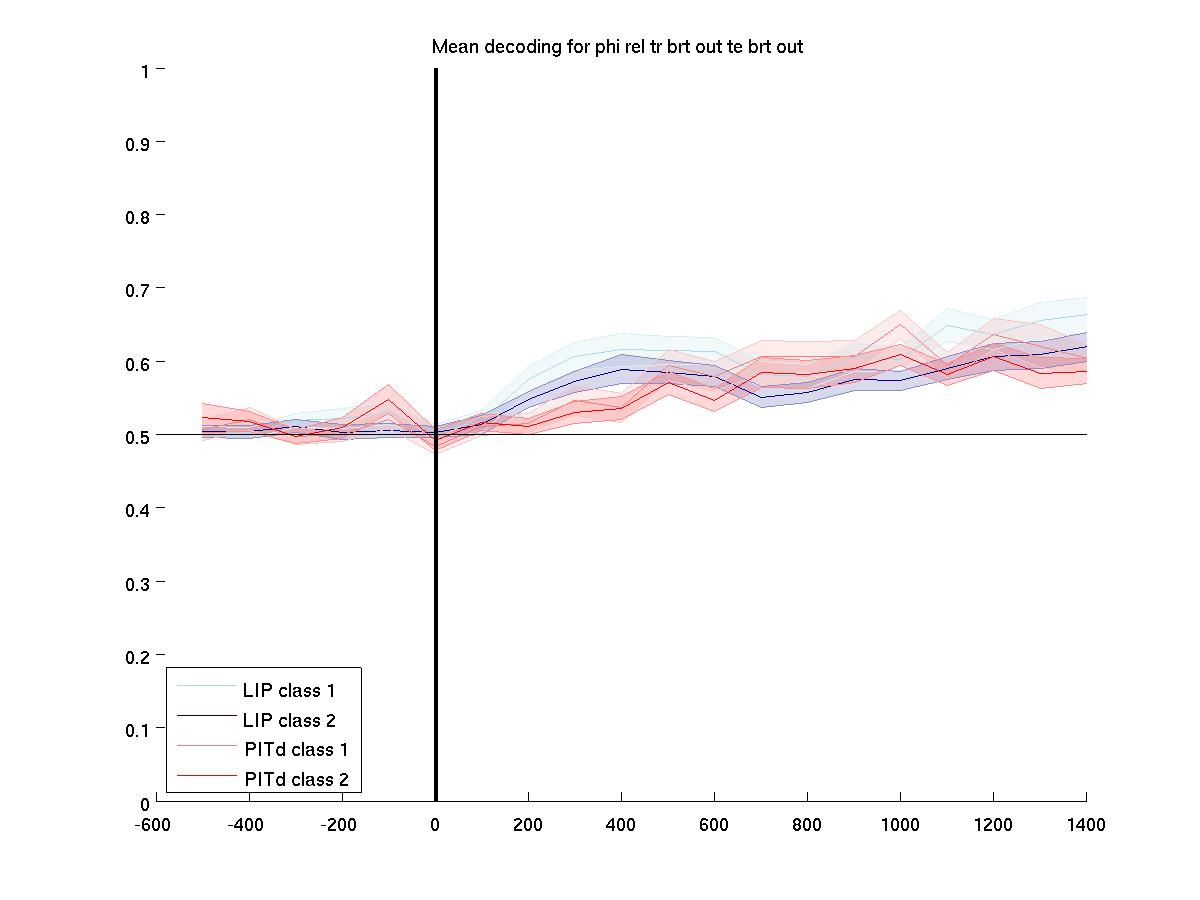 Mean decoding for phi rel tr brt out te brt out
1
0.9
0.8
0.7
0.6
0.5
0.4
0.3
0.2
0.1
0
LIP class 1
LIP class 2
PITd class 1
PITd class 2
-600 -400 -200 0 200 400 600 800 1000 1200 1400